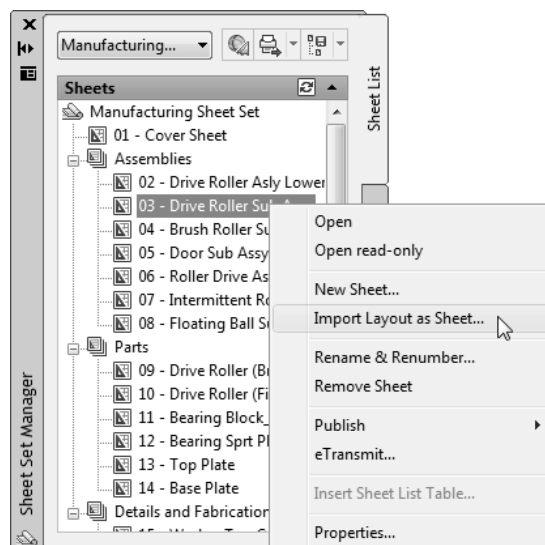 Manufacturing...
Sheet List
Sheets
Manufacturing Sheet Set
01 - Cover Sheet
Assemblies
02 - Drive Roller Asly Lower
03 - Drive Roller Sub
04 - Brush Roller Su
05 - Door Sub Assy
06 - Roller Drive As
07 - Intermittent Ro
08 - Floating Ball Su
Parts
09 - Drive Roller (Br
10 - Drive Roller (Fi
11 - Bearing Block_
12 - Bearing Sprt Pl
13 - Top Plate
14 - Base Plate
Details and Fabrication
Open
Open read-only
New Sheet...
Import Layout as Sheet...
Rename & Renumber...
Remove Sheet
Publish
eTransmit...
Insert Sheet List Table...
Properties...
Sheet Set Manager